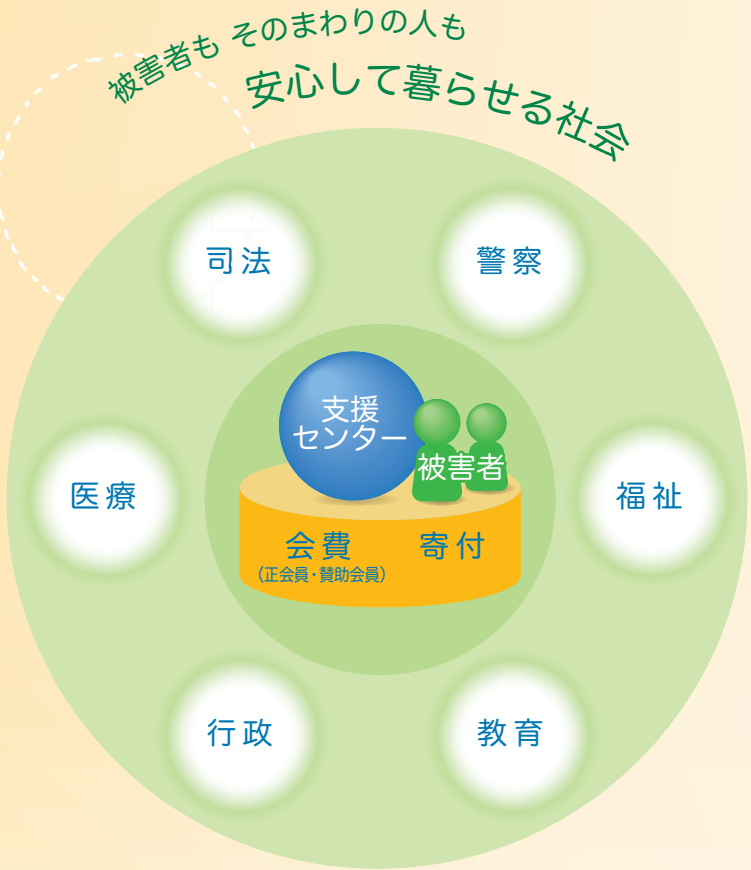 被害者も そのまわりの人も
安心して暮らせる社会
司法
警察
支援
センター
被害者
医療
福祉
会費
寄付
(正会員・賛助会員)
行政
教育